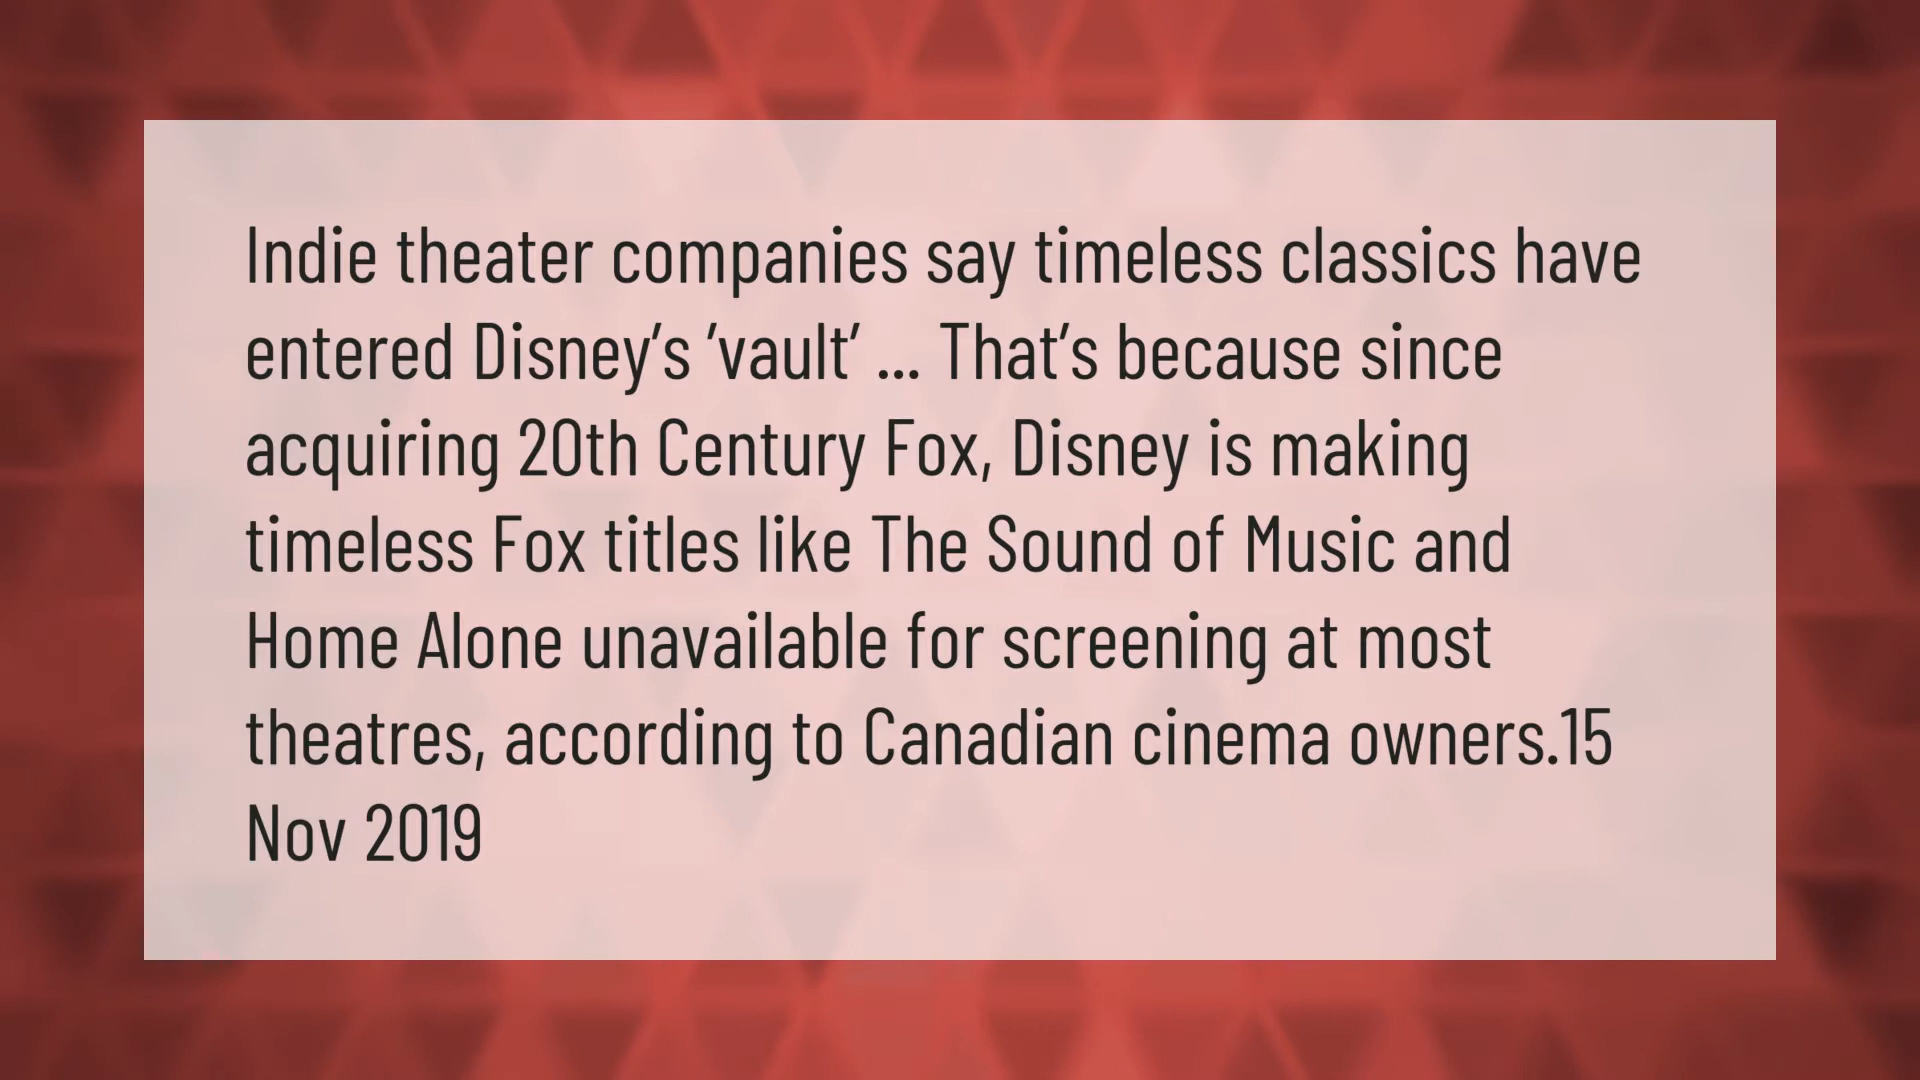 Indie theater companies say timeless classics have
entered Disney's 'vault' ... That's because since
acquiring 20th Century Fox, Disney is making
timeless Fox titles like The Sound of Music and
Home Alone unavailable for screening at most
theatres, according to Canadian cinema owners.15
Nov 2019